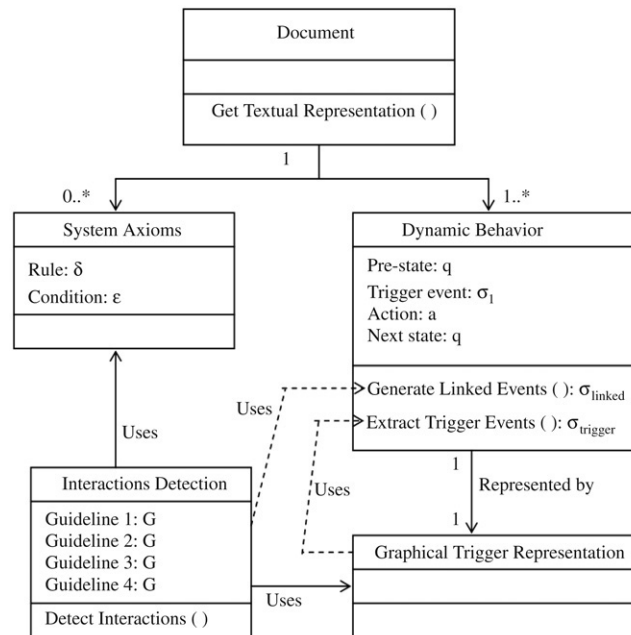 Document
Get Textual Representation ( )
1
0..*
1..*
System Axioms
Rule: δ
Condition: ε
Dynamic Behavior
Pre-state: q
Trigger event: σ₁
Action: a
Next state: q
Generate Linked Events ( ): σlinked
Extract Trigger Events ( ): σtrigger
Uses
Uses
Uses
1
Represented by
1
Interactions Detection
Guideline 1: G
Guideline 2: G
Guideline 3: G
Guideline 4: G
Detect Interactions ( )
Uses
Graphical Trigger Representation